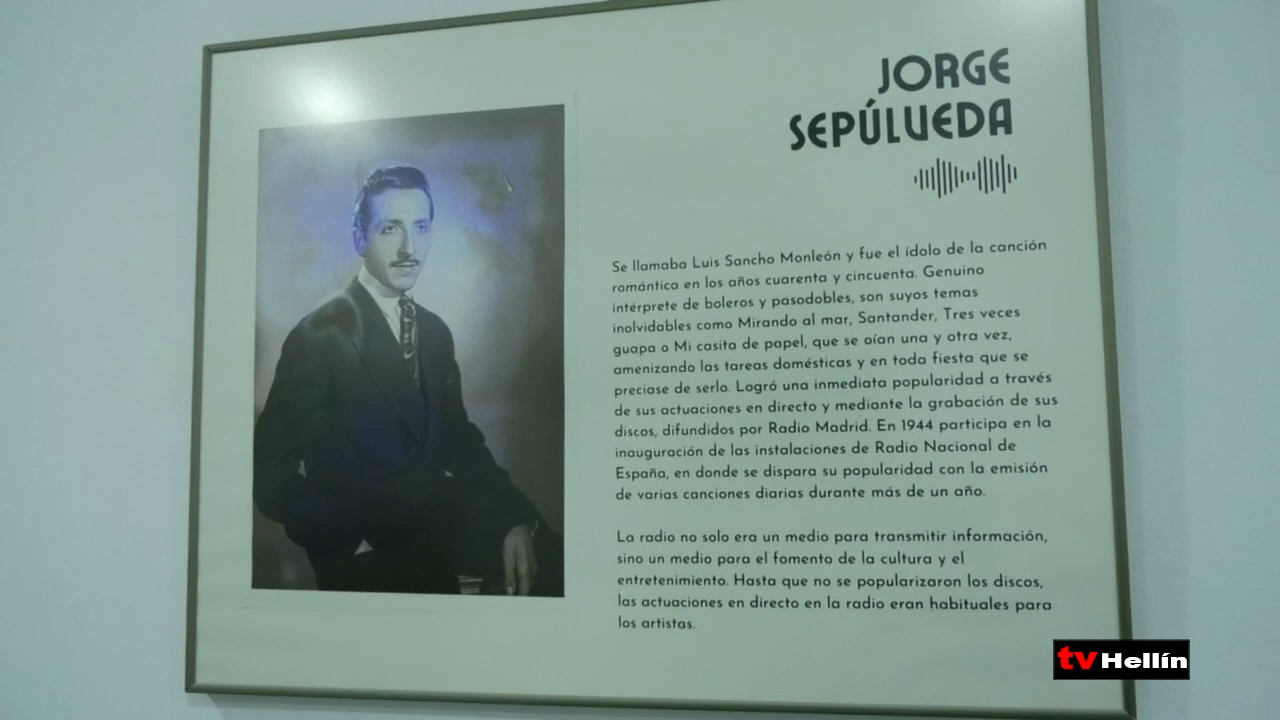 JORGE
SEPÚLVEDA
Se llamaba Luis Sancho Monleón y fue el ídolo de la canción
romántica en los años cuarenta y cincuenta. Genuino
intérprete de boleros y pasodobles, son suyos temas
inolvidables como Mirando al mar, Santander, Tres veces
guapa o Mi casita de papel, que se oían una y otra vez,
amenizando las tareas domésticas y en toda fiesta que se
preciase de serlo. Logró una inmediata popularidad a través
de sus actuaciones en directo y mediante la grabación de sus
discos, difundidos por Radio Madrid. En 1944 participa en la
inauguración de las instalaciones de Radio Nacional de
España, en donde se dispara su popularidad con la emisión
de varias canciones diarias durante más de un año.
La radio no solo era un medio para transmitir información,
sino un medio para el fomento de la cultura y el
entretenimiento. Hasta que no se popularizaron los discos,
las actuaciones en directo en la radio eran habituales para
los artistas.
tvHellín